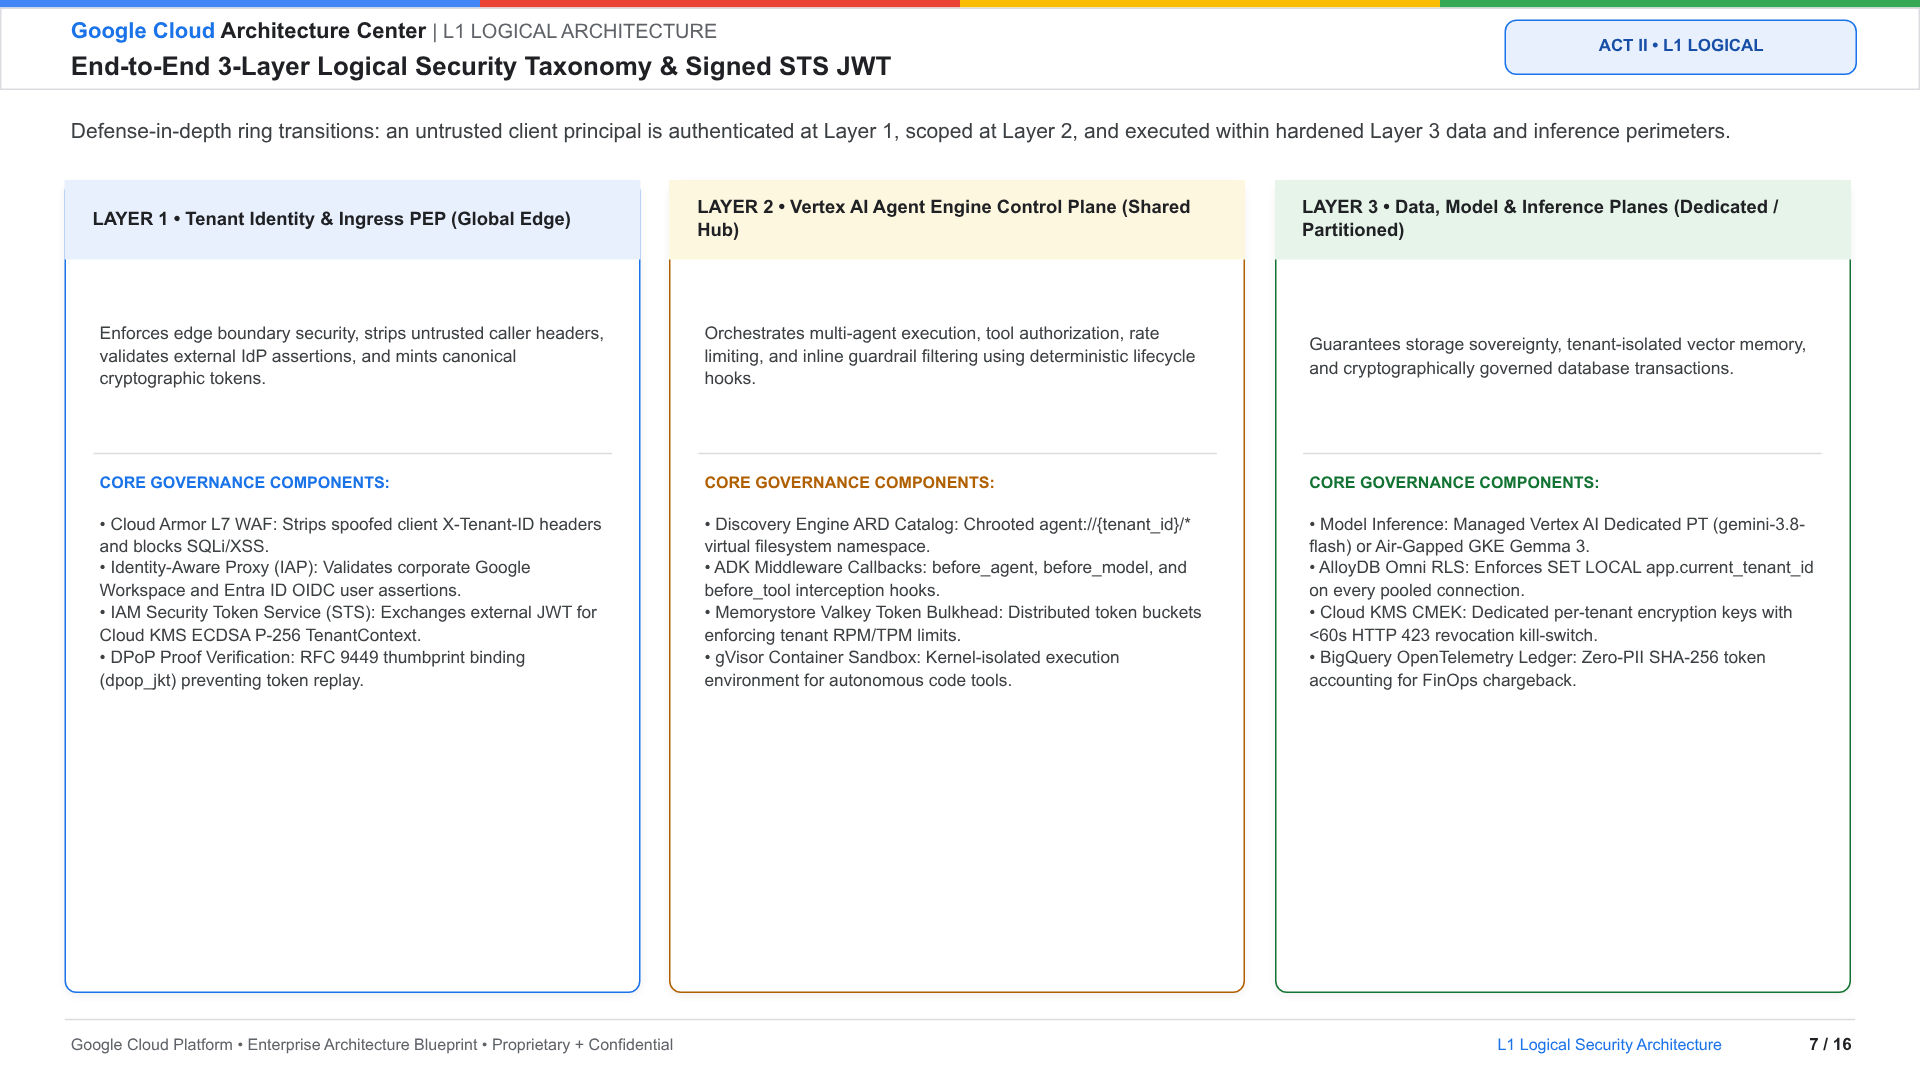 Google Cloud Architecture Center | L1 LOGICAL ARCHITECTURE
End-to-End 3-Layer Logical Security Taxonomy & Signed STS JWT
ACT II • L1 LOGICAL
Defense-in-depth ring transitions: an untrusted client principal is authenticated at Layer 1, scoped at Layer 2, and executed within hardened Layer 3 data and inference perimeters.
LAYER 1 • Tenant Identity & Ingress PEP (Global Edge)
Enforces edge boundary security, strips untrusted caller headers,
validates external IdP assertions, and mints canonical
cryptographic tokens.
CORE GOVERNANCE COMPONENTS:
• Cloud Armor L7 WAF: Strips spoofed client X-Tenant-ID headers
and blocks SQLi/XSS.
• Identity-Aware Proxy (IAP): Validates corporate Google
Workspace and Entra ID OIDC user assertions.
• IAM Security Token Service (STS): Exchanges external JWT for
Cloud KMS ECDSA P-256 TenantContext.
• DPoP Proof Verification: RFC 9449 thumbprint binding
(dpop_jkt) preventing token replay.
LAYER 2 • Vertex AI Agent Engine Control Plane (Shared
Hub)
Orchestrates multi-agent execution, tool authorization, rate
limiting, and inline guardrail filtering using deterministic lifecycle
hooks.
CORE GOVERNANCE COMPONENTS:
• Discovery Engine ARD Catalog: Chrooted agent://{tenant_id}/*
virtual filesystem namespace.
• ADK Middleware Callbacks: before_agent, before_model, and
before_tool interception hooks.
• Memorystore Valkey Token Bulkhead: Distributed token buckets
enforcing tenant RPM/TPM limits.
• gVisor Container Sandbox: Kernel-isolated execution
environment for autonomous code tools.
LAYER 3 • Data, Model & Inference Planes (Dedicated /
Partitioned)
Guarantees storage sovereignty, tenant-isolated vector memory,
and cryptographically governed database transactions.
CORE GOVERNANCE COMPONENTS:
• Model Inference: Managed Vertex AI Dedicated PT (gemini-3.8-
flash) or Air-Gapped GKE Gemma 3.
• AlloyDB Omni RLS: Enforces SET LOCAL app.current_tenant_id
on every pooled connection.
• Cloud KMS CMEK: Dedicated per-tenant encryption keys with
<60s HTTP 423 revocation kill-switch.
• BigQuery OpenTelemetry Ledger: Zero-PII SHA-256 token
accounting for FinOps chargeback.
Google Cloud Platform • Enterprise Architecture Blueprint • Proprietary + Confidential
L1 Logical Security Architecture
7 / 16